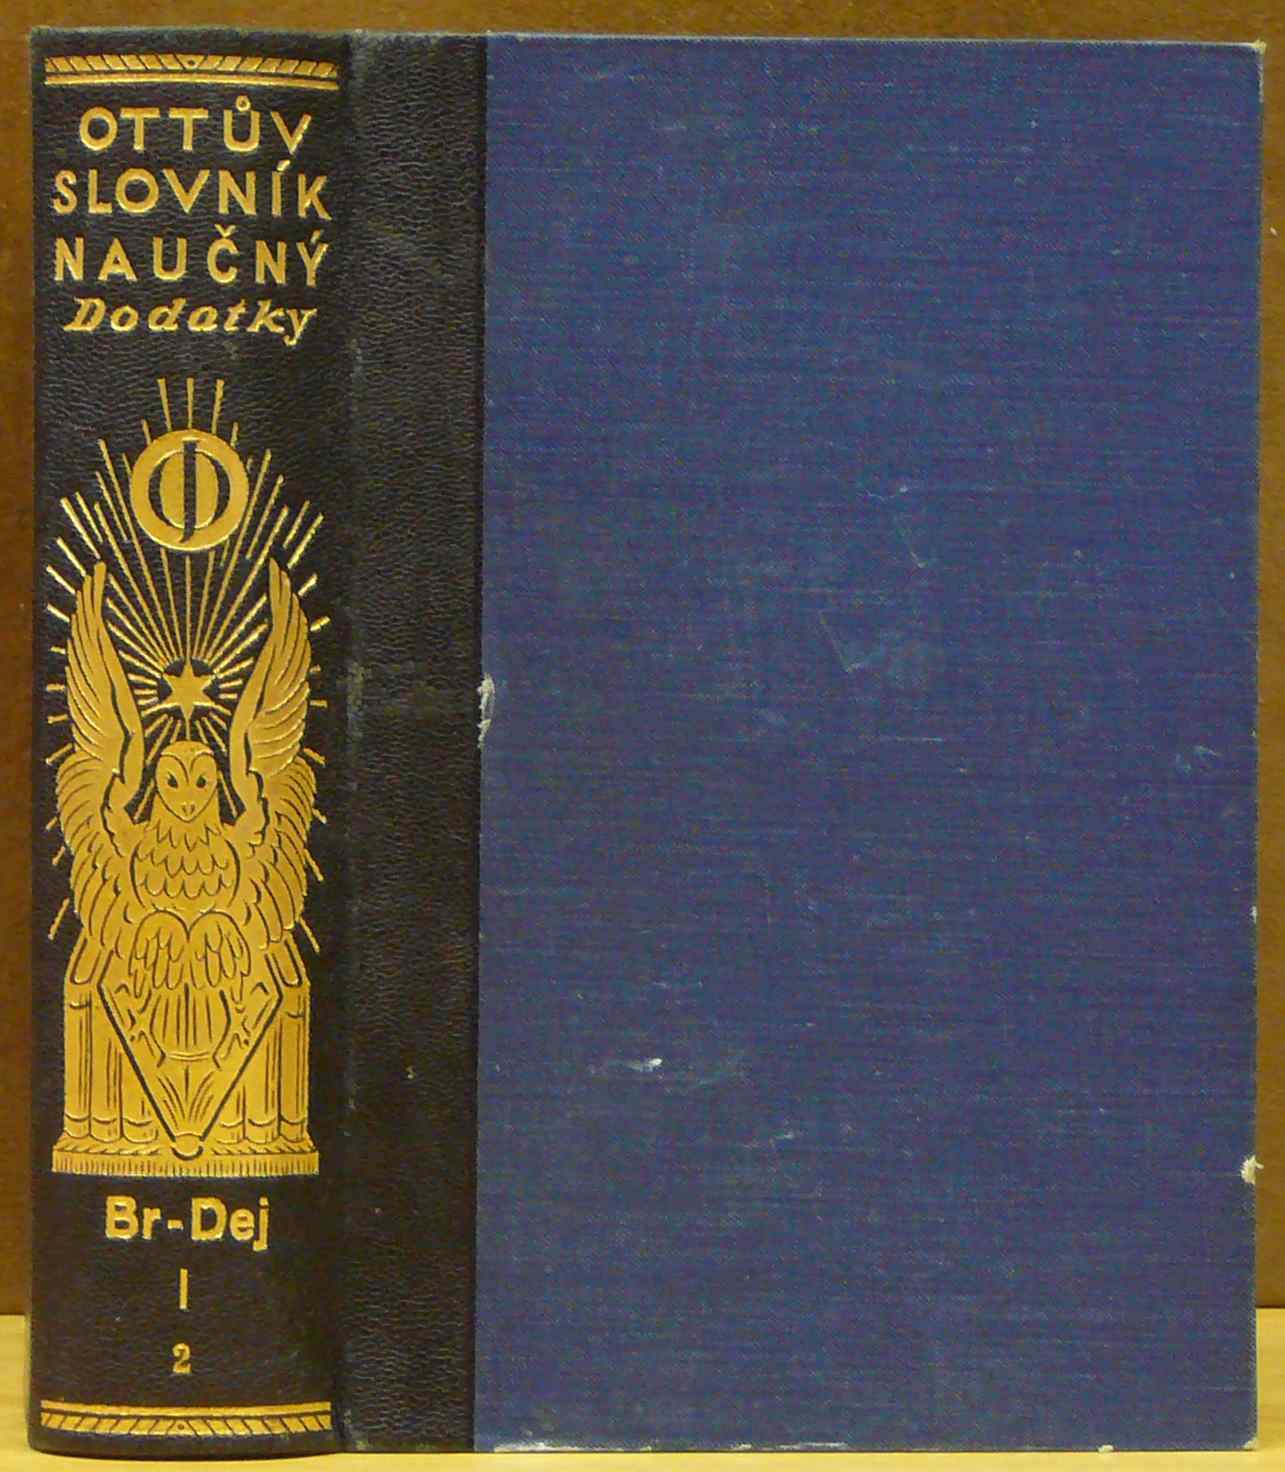 OTTŮV
SLOVNÍK
NAUČNÝ
Dodatky
Br-Dej
I
2